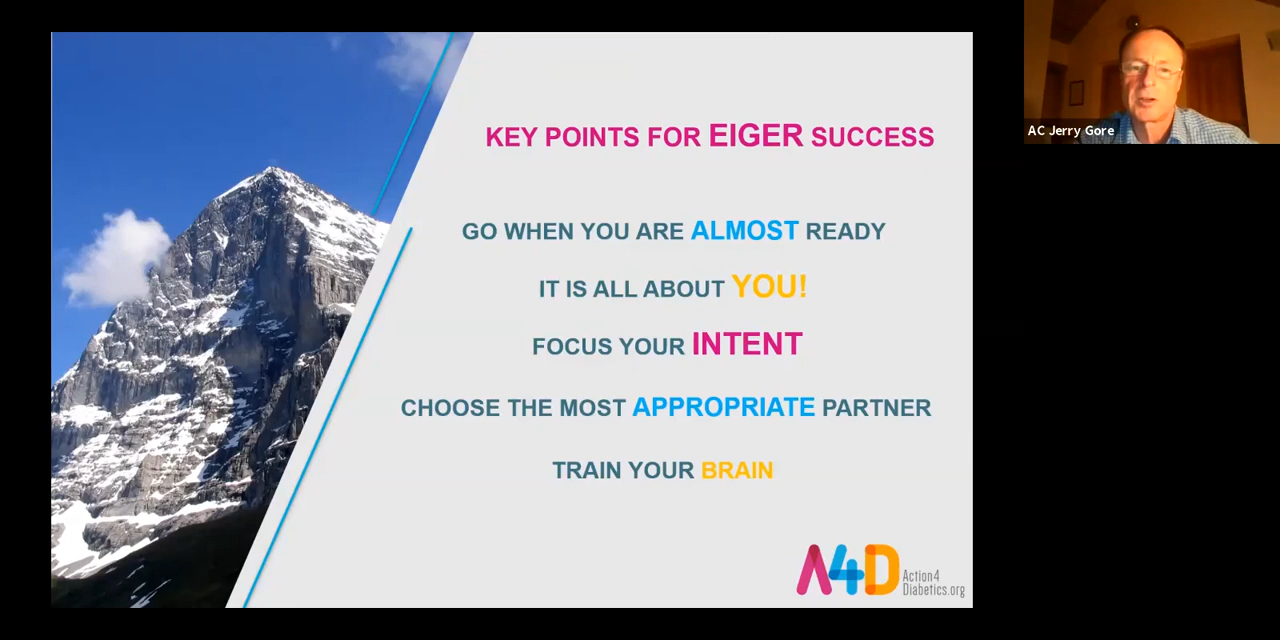 AC Jerry Gore
KEY POINTS FOR EIGER SUCCESS
GO WHEN YOU ARE ALMOST READY
IT IS ALL ABOUT YOU!
FOCUS YOUR INTENT
CHOOSE THE MOST APPROPRIATE PARTNER
TRAIN YOUR BRAIN
A4D
Action4
Diabetics.org